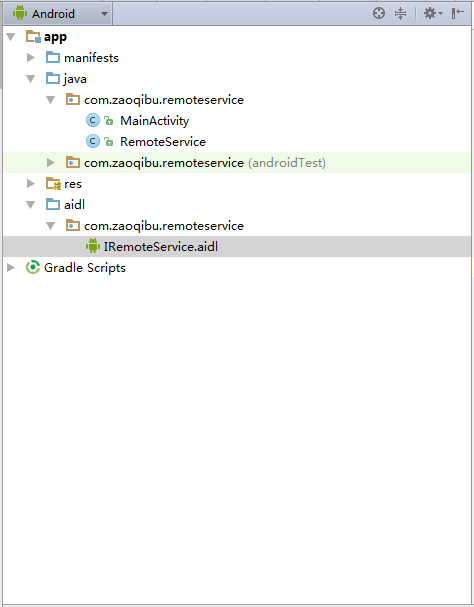 Android
app
manifests
java
com.zaoqibu.remoteservice
MainActivity
RemoteService
com.zaoqibu.remoteservice (androidTest)
res
aidl
com.zaoqibu.remoteservice
IRemoteService.aidl
Gradle Scripts